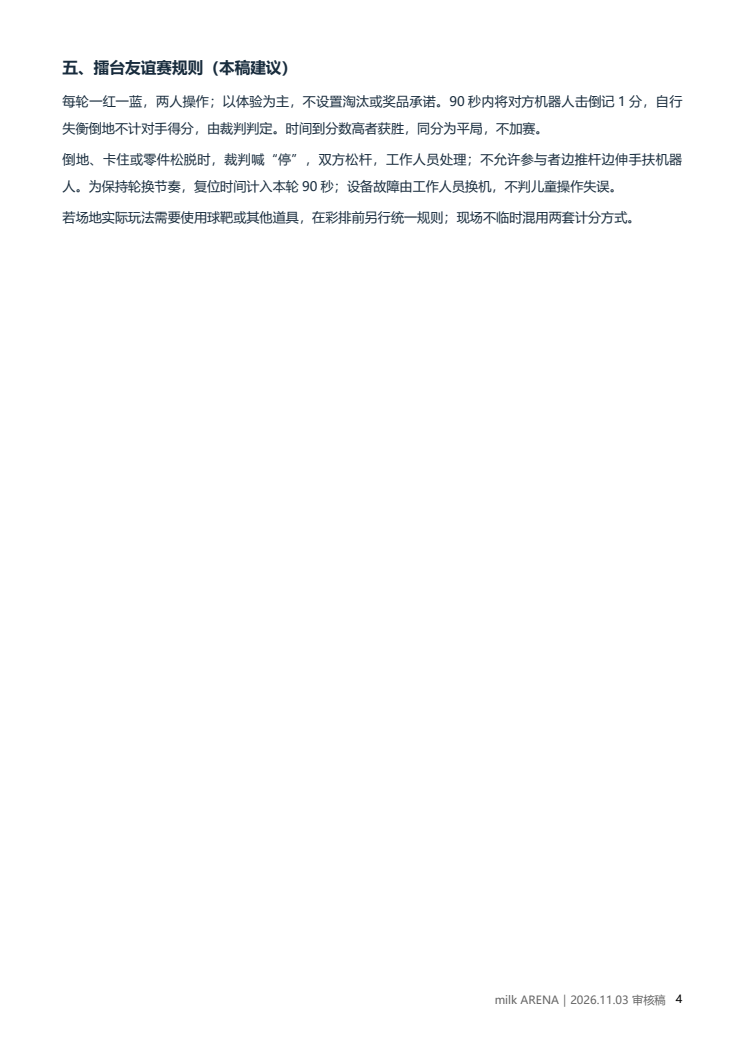 五、擂台友谊赛规则（本稿建议）
每轮一红一蓝，两人操作；以体验为主，不设置淘汰或奖品承诺。90 秒内将对方机器人击倒记 1 分，自行
失衡倒地不计对手得分，由裁判判定。时间到分数高者获胜，同分为平局，不加赛。
倒地、卡住或零件松脱时，裁判喊“停”，双方松杆，工作人员处理；不允许参与者边推杆边伸手扶机器
人。为保持轮换节奏，复位时间计入本轮 90 秒；设备故障由工作人员换机，不判儿童操作失误。
若场地实际玩法需要使用球靶或其他道具，在彩排前另行统一规则；现场不临时混用两套计分方式。
milk ARENA | 2026.11.03 审核稿 4